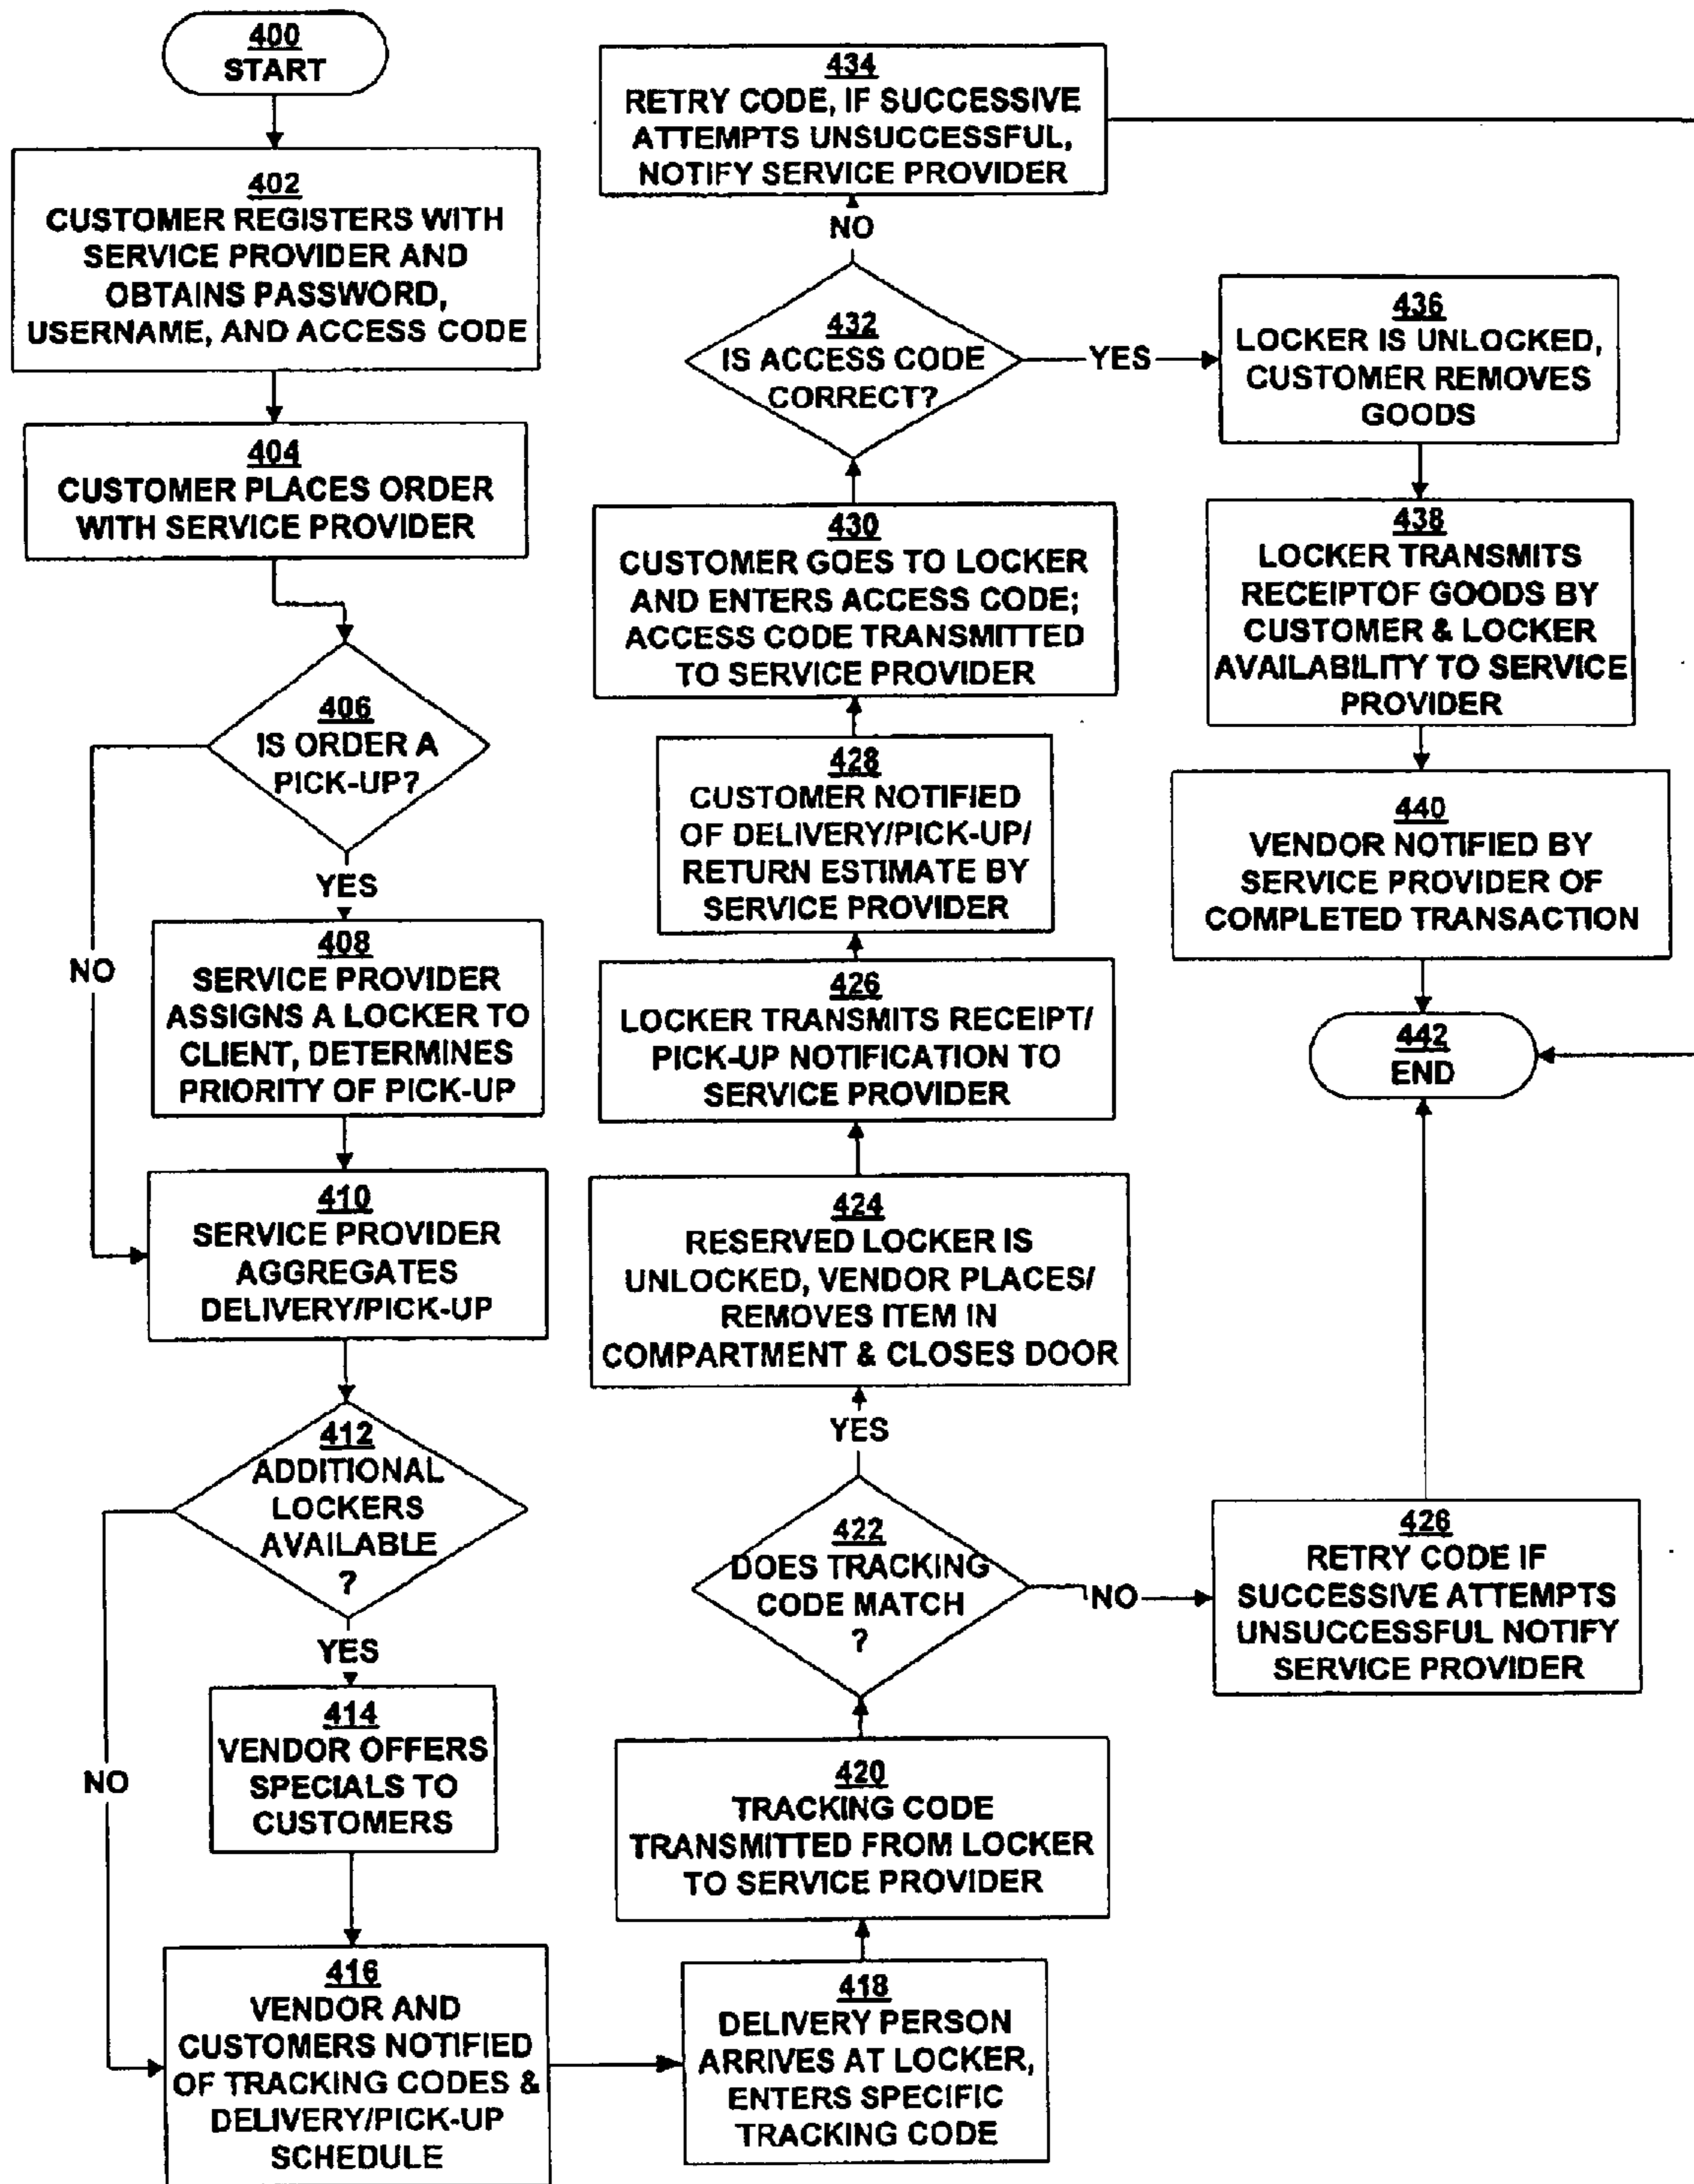 400
START
402
CUSTOMER REGISTERS WITH
SERVICE PROVIDER AND
OBTAINS PASSWORD,
USERNAME, AND ACCESS CODE
404
CUSTOMER PLACES ORDER
WITH SERVICE PROVIDER
406
IS ORDER A
PICK-UP?
YES
NO
408
SERVICE PROVIDER
ASSIGNS A LOCKER TO
CLIENT, DETERMINES
PRIORITY OF PICK-UP
410
SERVICE PROVIDER
AGGREGATES
DELIVERY/PICK-UP
412
ADDITIONAL
LOCKERS
AVAILABLE
?
YES
NO
414
VENDOR OFFERS
SPECIALS TO
CUSTOMERS
416
VENDOR AND
CUSTOMERS NOTIFIED
OF TRACKING CODES &
DELIVERY/PICK-UP
SCHEDULE
418
DELIVERY PERSON
ARRIVES AT LOCKER,
ENTERS SPECIFIC
TRACKING CODE
420
TRACKING CODE
TRANSMITTED FROM LOCKER
TO SERVICE PROVIDER
422
DOES TRACKING
CODE MATCH
?
NO
426
RETRY CODE IF
SUCCESSIVE ATTEMPTS
UNSUCCESSFUL NOTIFY
SERVICE PROVIDER
YES
424
RESERVED LOCKER IS
UNLOCKED, VENDOR PLACES/
REMOVES ITEM IN
COMPARTMENT & CLOSES DOOR
426
LOCKER TRANSMITS RECEIPT/
PICK-UP NOTIFICATION TO
SERVICE PROVIDER
428
CUSTOMER NOTIFIED
OF DELIVERY/PICK-UP/
RETURN ESTIMATE BY
SERVICE PROVIDER
430
CUSTOMER GOES TO LOCKER
AND ENTERS ACCESS CODE;
ACCESS CODE TRANSMITTED
TO SERVICE PROVIDER
432
IS ACCESS CODE
CORRECT?
NO
434
RETRY CODE, IF SUCCESSIVE
ATTEMPTS UNSUCCESSFUL,
NOTIFY SERVICE PROVIDER
YES
436
LOCKER IS UNLOCKED,
CUSTOMER REMOVES
GOODS
438
LOCKER TRANSMITS
RECEIPTOF GOODS BY
CUSTOMER & LOCKER
AVAILABILITY TO SERVICE
PROVIDER
440
VENDOR NOTIFIED BY
SERVICE PROVIDER OF
COMPLETED TRANSACTION
442
END